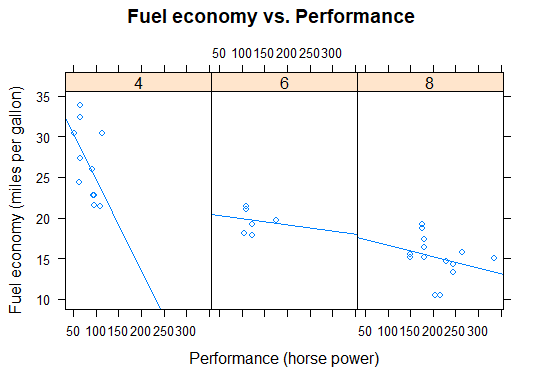 Fuel economy vs. Performance
50 100 150 200 250 300
4 6 8
35
30
25
20
15
10
Fuel economy (miles per gallon)
50 100 150 200 250 300 50 100 150 200 250 300
Performance (horse power)